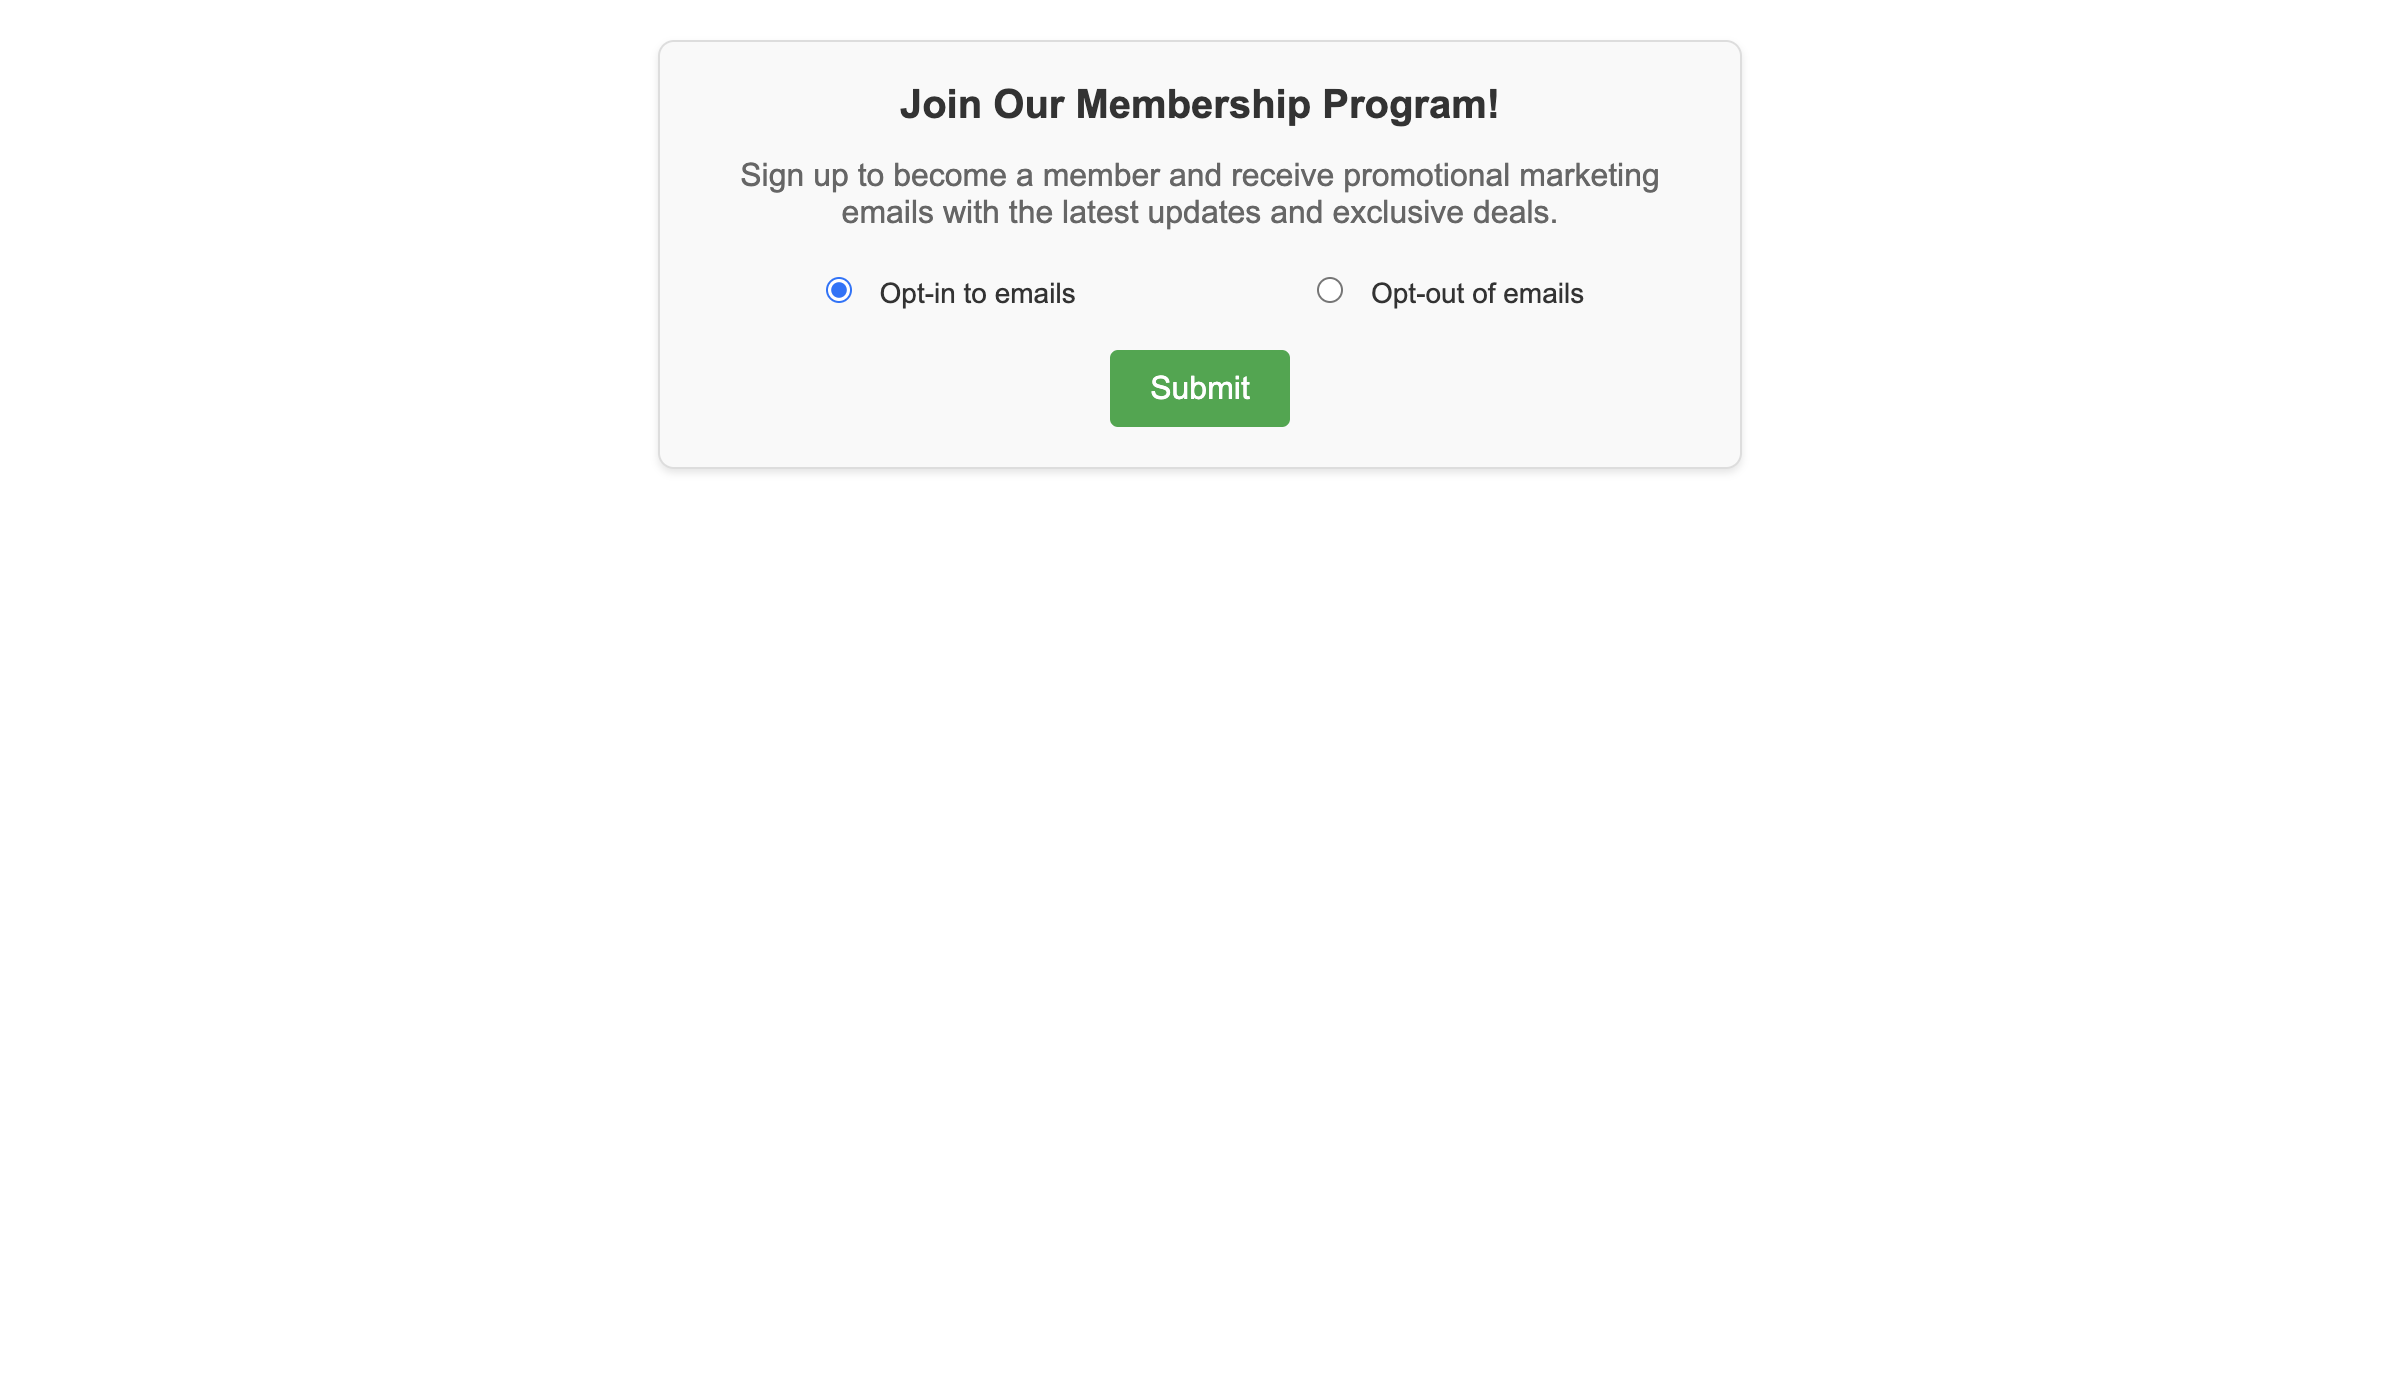 Join Our Membership Program!
Sign up to become a member and receive promotional marketing
emails with the latest updates and exclusive deals.
Opt-in to emails
Opt-out of emails
Submit